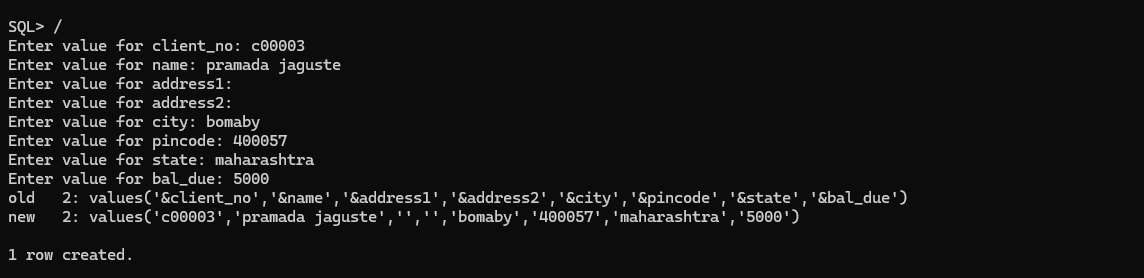 SQL> /
Enter value for client_no: c00003
Enter value for name: pramada jaguste
Enter value for address1:
Enter value for address2:
Enter value for city: bomaby
Enter value for pincode: 400057
Enter value for state: maharashtra
Enter value for bal_due: 5000
old   2: values('&client_no','&name','&address1','&address2','&city','&pincode','&state','&bal_due')
new   2: values('c00003','pramada jaguste','','','bomaby','400057','maharashtra','5000')
1 row created.